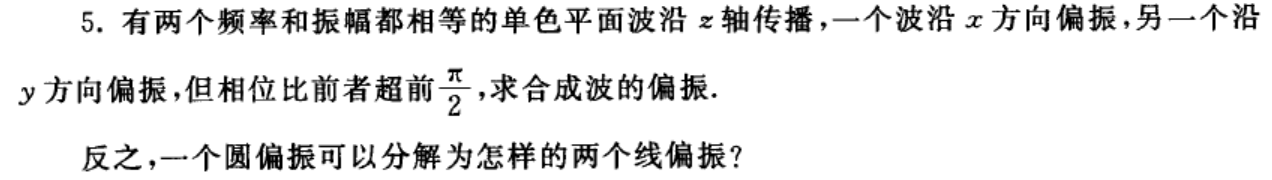 5. 有两个频率和振幅都相等的单色平面波沿 z 轴传播,一个波沿 x 方向偏振,另一个沿
y 方向偏振,但相位比前者超前 π/2,求合成波的偏振.
反之,一个圆偏振可以分解为怎样的两个线偏振?